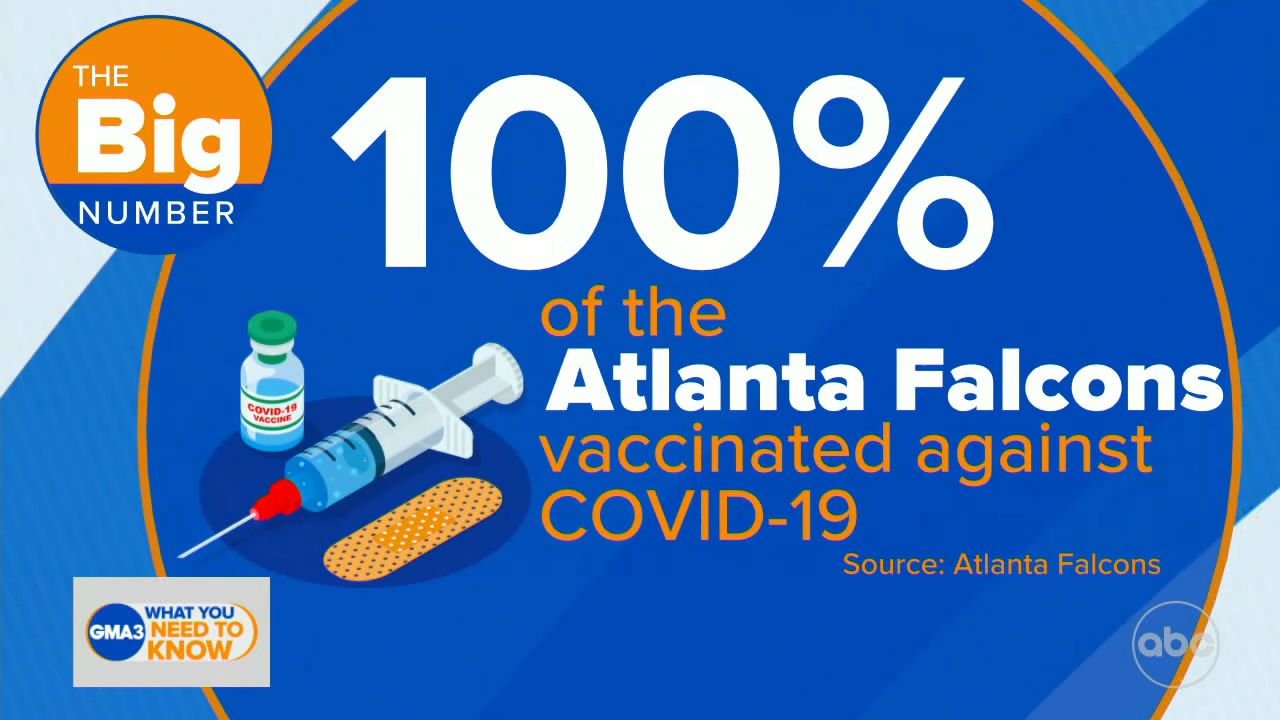 THE
Big
NUMBER
100%
of the
Atlanta Falcons
vaccinated against
COVID-19
Source: Atlanta Falcons
COVID-19
VACCINE
GMA3
WHAT YOU
NEED TO
KNOW
abc